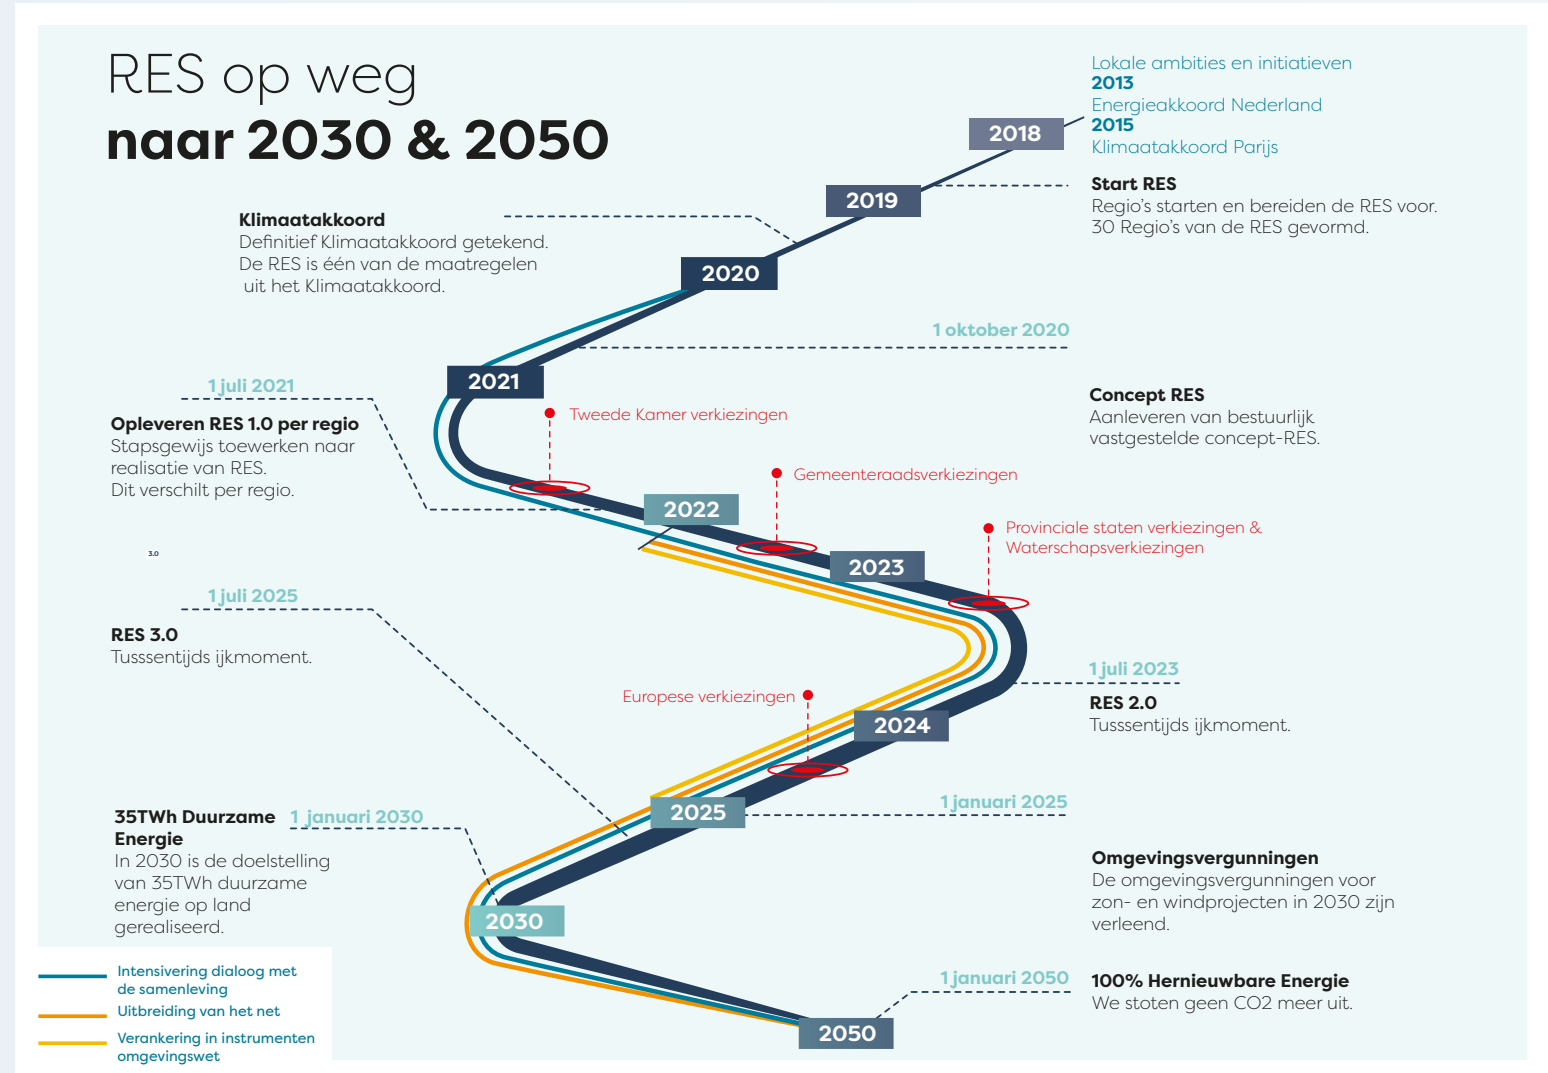 RES op weg
naar 2030 & 2050
Lokale ambities en initiatieven
2013
Energieakkoord Nederland
2015
Klimaatakkoord Parijs
2018
Start RES
Regio's starten en bereiden de RES voor.
30 Regio's van de RES gevormd.
2019
Klimaatakkoord
Definitief Klimaatakkoord getekend.
De RES is één van de maatregelen
uit het Klimaatakkoord.
2020
1 oktober 2020
Concept RES
Aanleveren van bestuurlijk
vastgestelde concept-RES.
2021
1 juli 2021
Opleveren RES 1.0 per regio
Stapsgewijs toewerken naar
realisatie van RES.
Dit verschilt per regio.
Tweede Kamer verkiezingen
Gemeenteraadsverkiezingen
2022
Provinciale staten verkiezingen &
Waterschapsverkiezingen
3.0
2023
1 juli 2025
RES 3.0
Tusssentijds ijkmoment.
1 juli 2023
RES 2.0
Tusssentijds ijkmoment.
Europese verkiezingen
2024
2025
1 januari 2025
Omgevingsvergunningen
De omgevingsvergunningen voor
zon- en windprojecten in 2030 zijn
verleend.
35TWh Duurzame
Energie
1 januari 2030
In 2030 is de doelstelling
van 35TWh duurzame
energie op land
gerealiseerd.
2030
1 januari 2050
100% Hernieuwbare Energie
We stoten geen CO2 meer uit.
2050
Intensivering dialoog met
de samenleving
Uitbreiding van het net
Verankering in instrumenten
omgevingswet